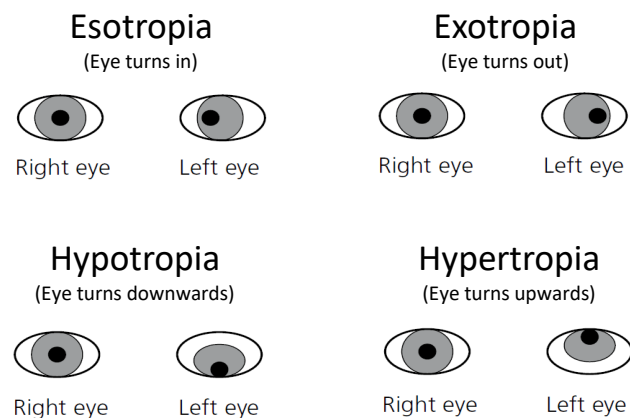 Esotropia
(Eye turns in)
Right eye
Left eye
Exotropia
(Eye turns out)
Right eye
Left eye
Hypotropia
(Eye turns downwards)
Right eye
Left eye
Hypertropia
(Eye turns upwards)
Right eye
Left eye